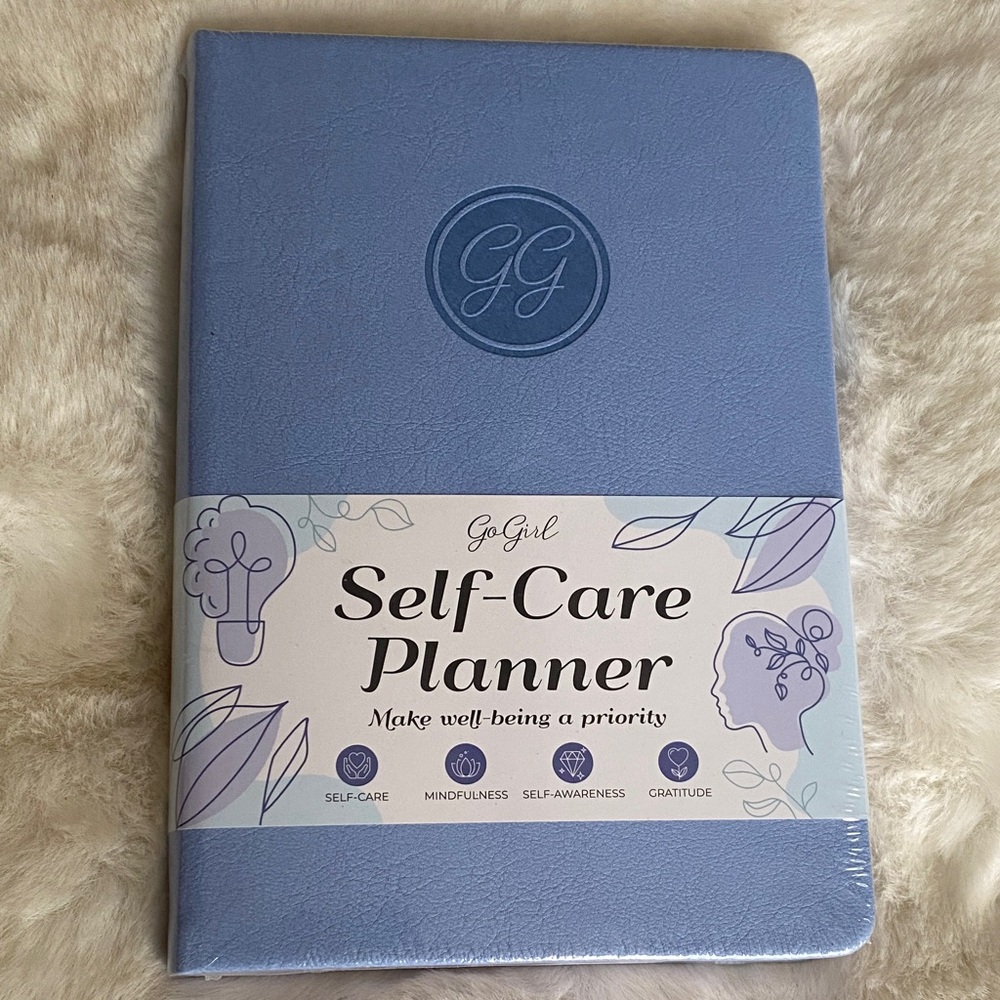 GG
GoGirl
Self-Care
Planner
Make well-being a priority
SELF-CARE MINDFULNESS SELF-AWARENESS GRATITUDE